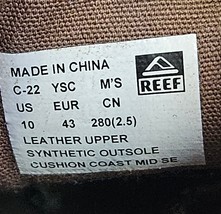 MADE IN CHINA
C-22 YSC M'S
REEF
US EUR CN
10 43 280(2.5)
LEATHER UPPER
SYNTHETIC OUTSOLE
CUSHION COAST MID SE